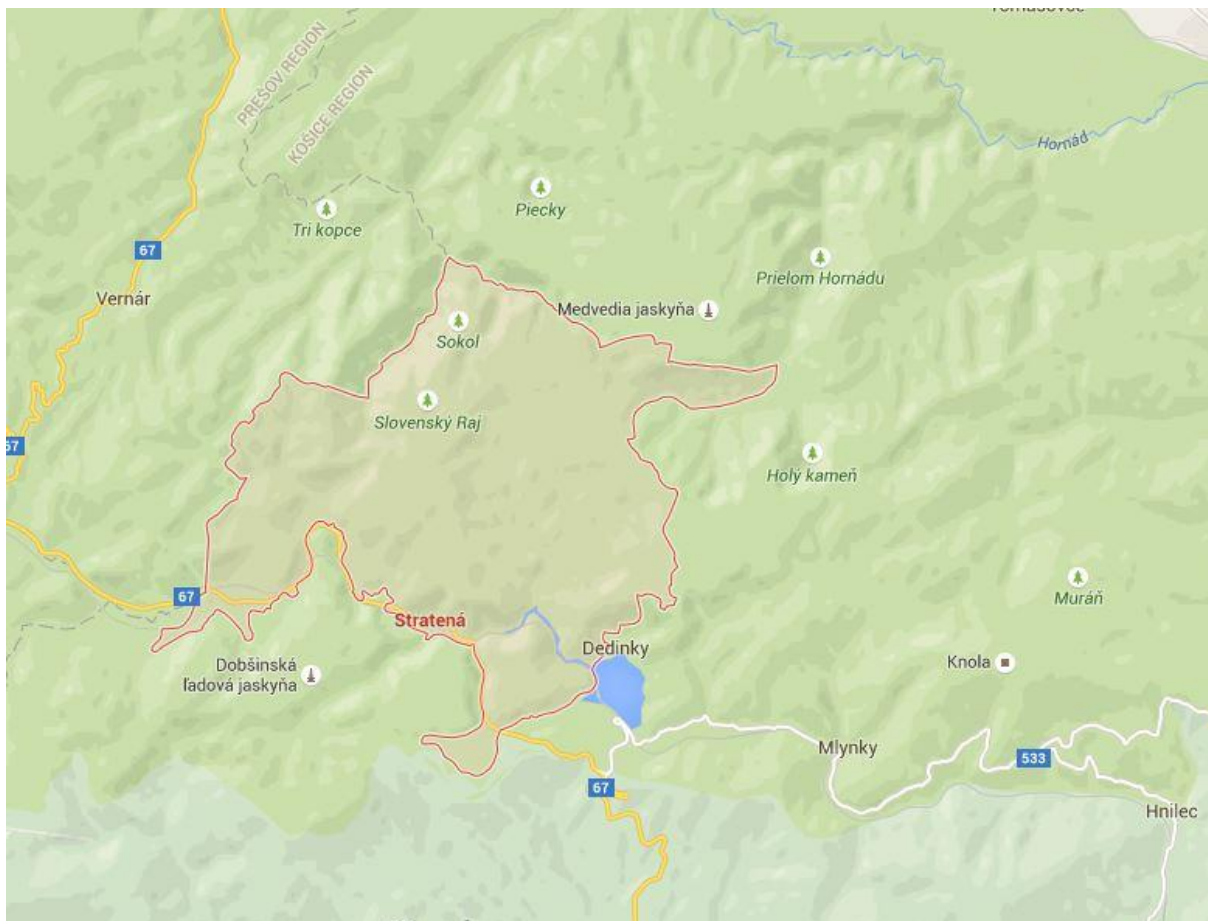 PREŠOV REGION
KOŠICE REGION
Hornád
Piecky
Tri kopce
67
Prielom Hornádu
Vernár
Medvedia jaskyňa
Sokol
Slovenský Raj
67
Holý kameň
67
Muráň
Stratená
Dedinky
Dobšinská
ľadová jaskyňa
Knola
Mlynky
533
67
Hnilec